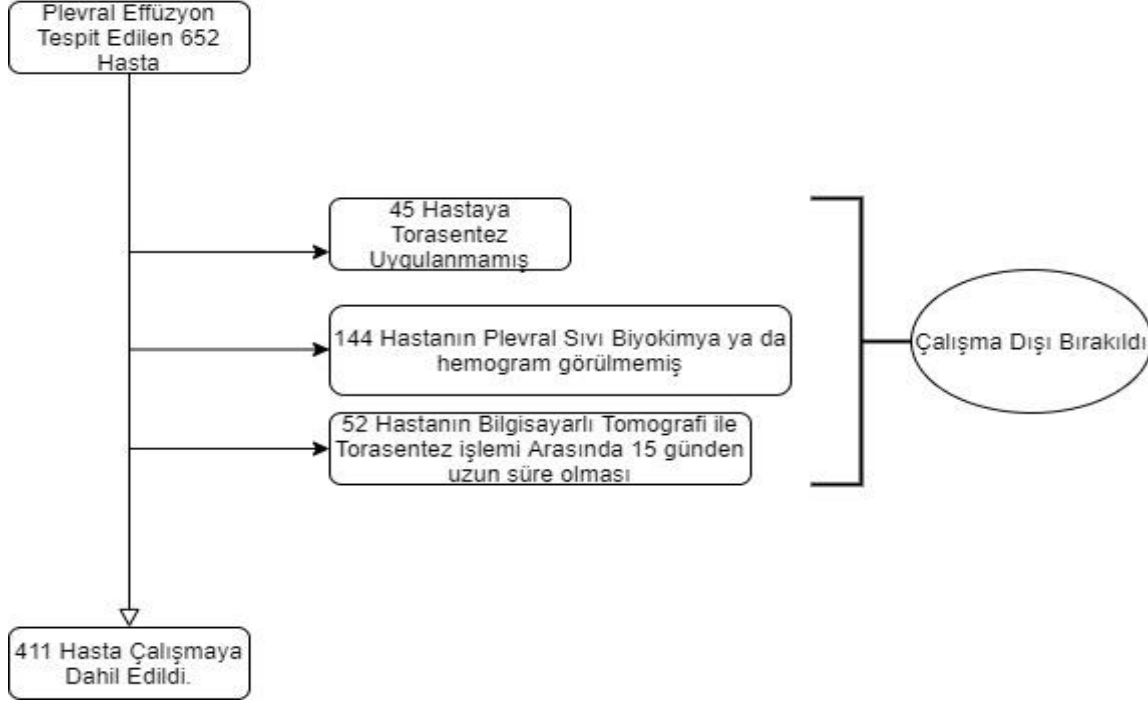 Plevral Effüzyon
Tespit Edilen 652
Hasta
45 Hastaya
Torasentez
Uygulanmamış
144 Hastanın Plevral Sıvı Biyokimya ya da
hemogram görülmemiş
52 Hastanın Bilgisayarlı Tomografi ile
Torasentez işlemi Arasında 15 günden
uzun süre olması
Çalışma Dışı Bırakıldı
411 Hasta Çalışmaya
Dahil Edildi.